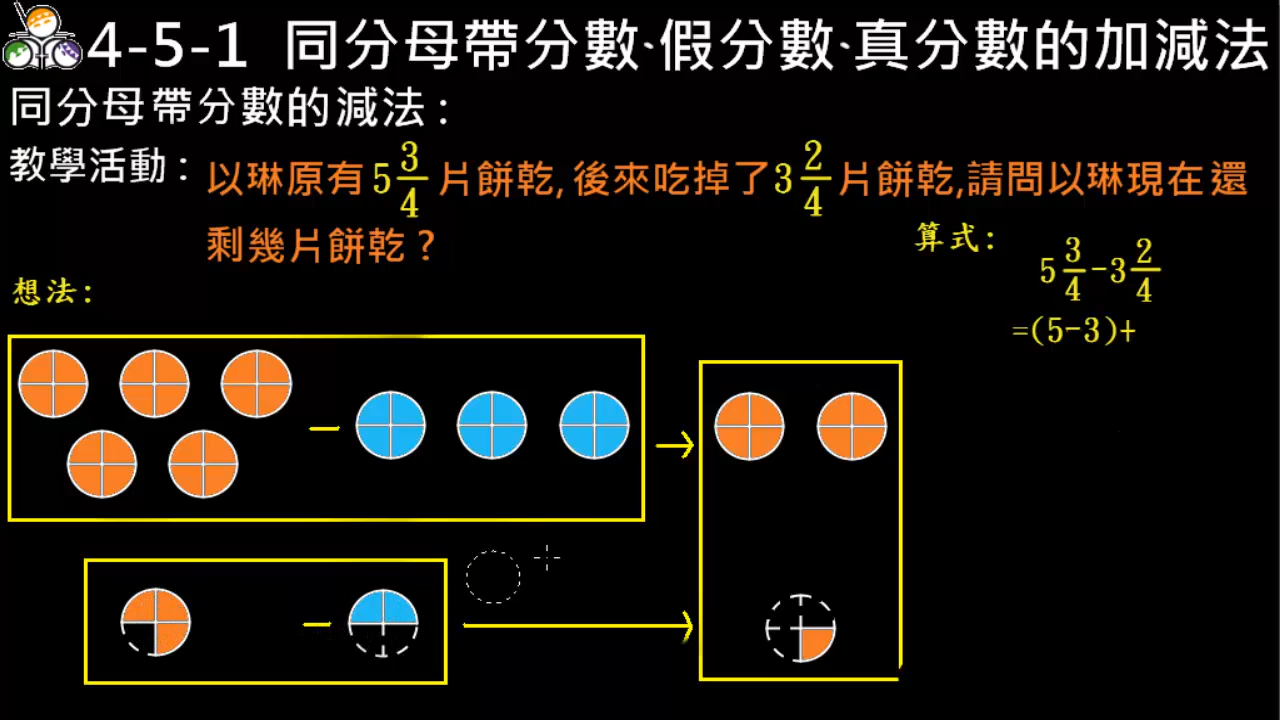 4-5-1 同分母帶分數、假分數、真分數的加減法
同分母帶分數的減法：
教學活動：以琳原有5 3/4 片餅乾, 後來吃掉了3 2/4 片餅乾,請問以琳現在還
剩幾片餅乾？
算式：
5 3/4 - 3 2/4
=(5-3)+
想法：
- →
- →